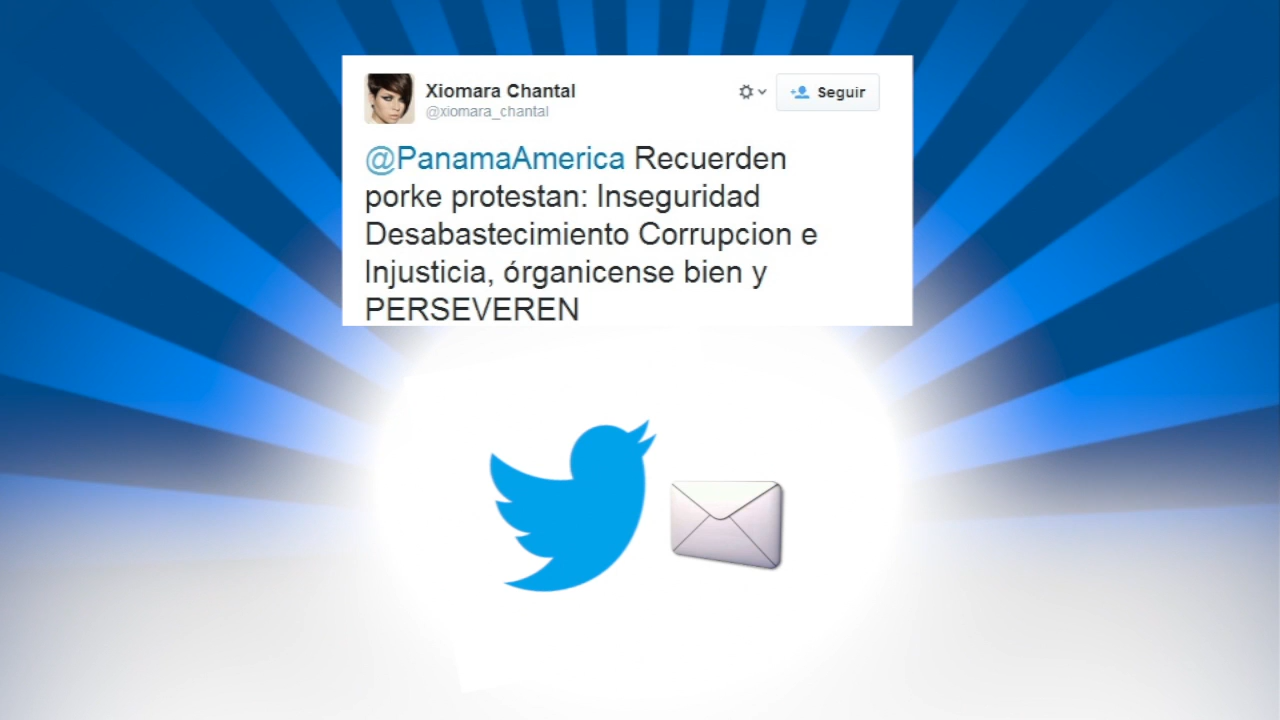 Xiomara Chantal
@xiomara_chantal
Seguir
@PanamaAmerica Recuerden
porke protestan: Inseguridad
Desabastecimiento Corrupcion e
Injusticia, órganicense bien y
PERSEVEREN